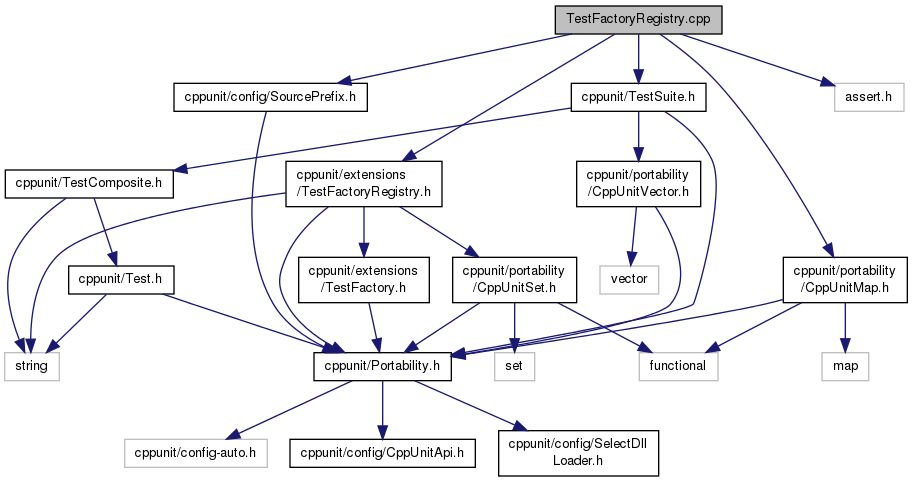 TestFactoryRegistry.cpp
cppunit/config/SourcePrefix.h
cppunit/TestSuite.h
assert.h
cppunit/TestComposite.h
cppunit/extensions
/TestFactoryRegistry.h
cppunit/portability
/CppUnitVector.h
cppunit/Test.h
cppunit/extensions
/TestFactory.h
cppunit/portability
/CppUnitSet.h
vector
cppunit/portability
/CppUnitMap.h
string
cppunit/Portability.h
set
functional
map
cppunit/config-auto.h
cppunit/config/CppUnitApi.h
cppunit/config/SelectDll
Loader.h